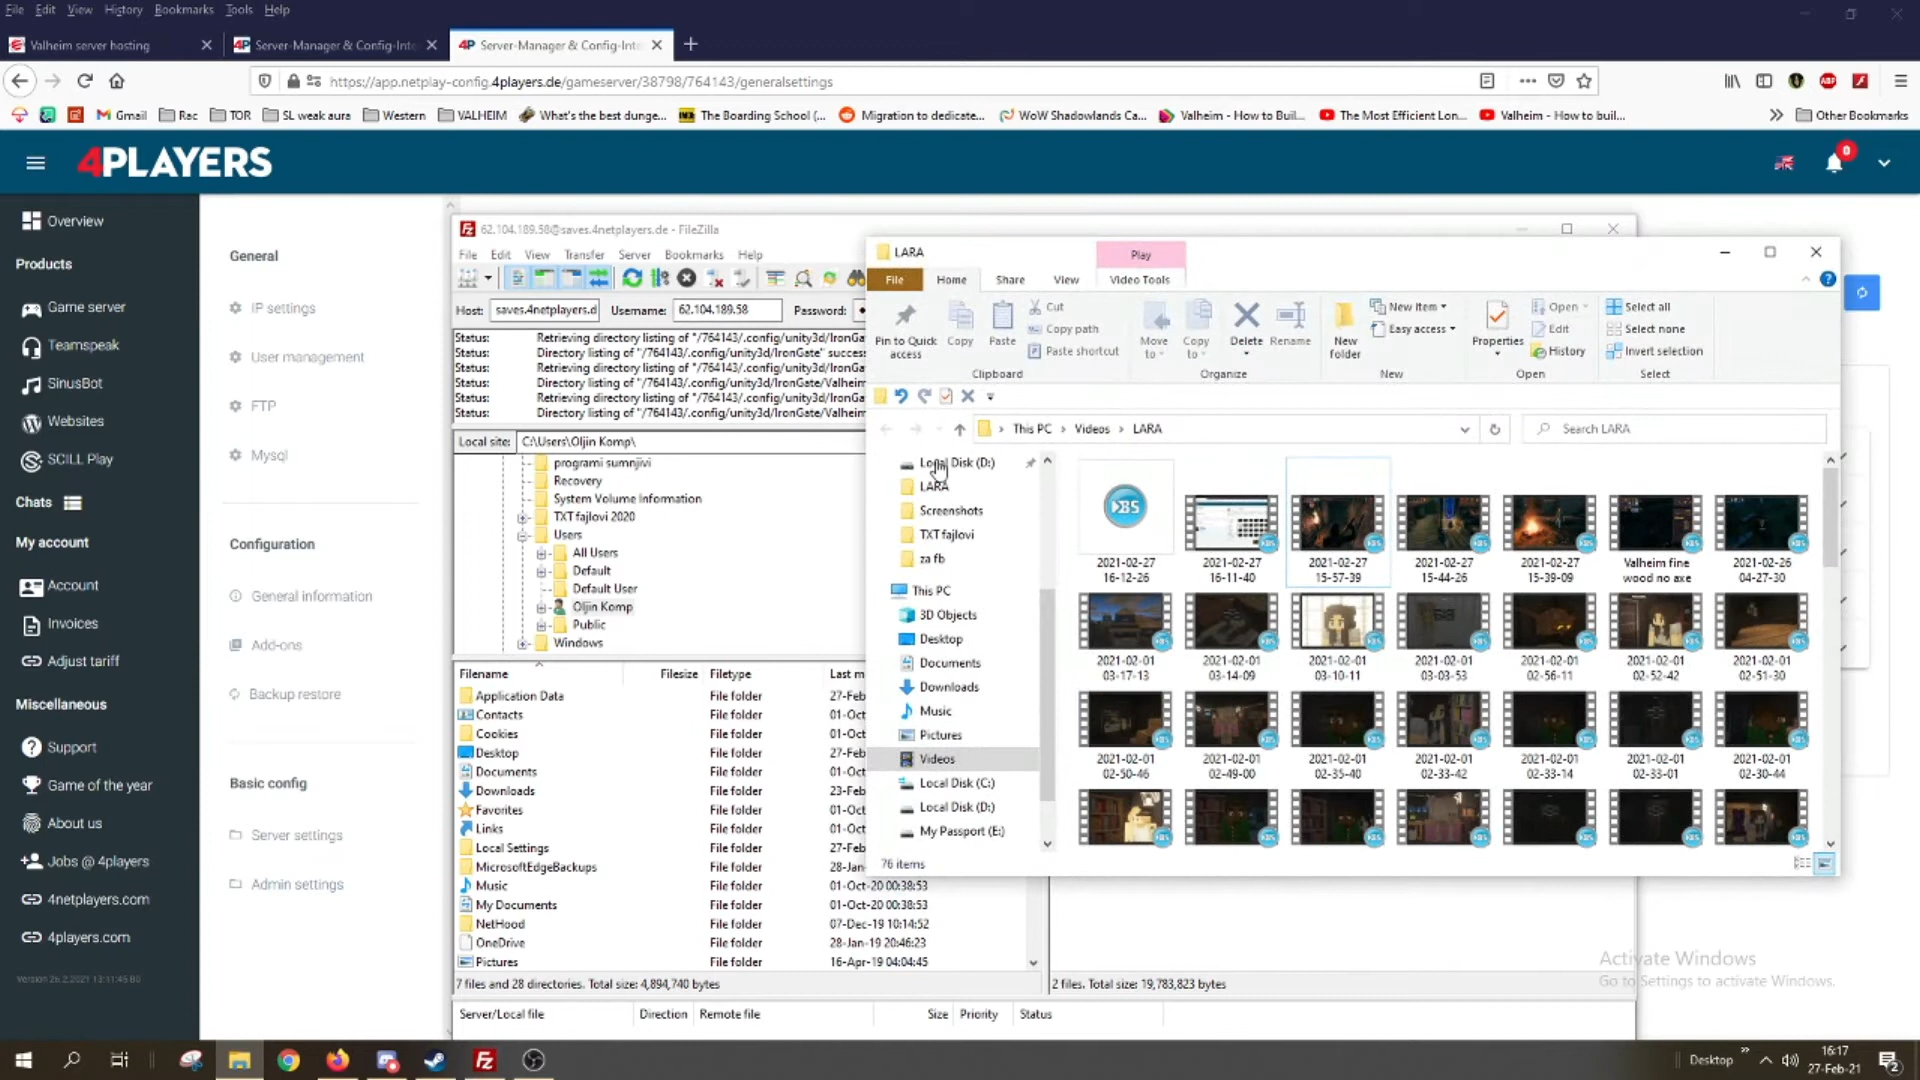 File Edit View History Bookmarks Tools Help
Valheim server hosting
Server-Manager & Config-Inte
Server-Manager & Config-Inte
https://app.netplay-config.4players.de/gameserver/38798/764143/generalsettings
Gmail Rac TOR SL weak aura Western VALHEIM What's the best dunge... The Boarding School (... Migration to dedicate... WoW Shadowlands Ca... Valheim - How to Buil... The Most Efficient Lon... Valheim - How to buil... Other Bookmarks
4PLAYERS
0
Overview
Products
Game server
Teamspeak
SinusBot
Websites
SCILL Play
Chats
My account
Account
Invoices
Adjust tariff
Miscellaneous
Support
Game of the year
About us
Jobs @ 4players
4netplayers.com
4players.com
Version 26.2.2021 13:11:45 B0
General
IP settings
User management
FTP
Mysql
Configuration
General information
Add-ons
Backup restore
Basic config
Server settings
Admin settings
62.104.189.58@saves.4netplayers.de - FileZilla
File Edit View Transfer Server Bookmarks Help
Host: saves.4netplayers.d Username: 62.104.189.58 Password:
Status: Retrieving directory listing of "/764143/.config/unity3d/IronGa
Status: Directory listing of "/764143/.config/unity3d/IronGate" success
Status: Retrieving directory listing of "/764143/.config/unity3d/IronGa
Status: Directory listing of "/764143/.config/unity3d/IronGate/Valheim
Status: Retrieving directory listing of "/764143/.config/unity3d/IronGa
Status: Directory listing of "/764143/.config/unity3d/IronGate/Valheim
Local site: C:\Users\Oljin Komp\
programi sumnjivi
Recovery
System Volume Information
TXT fajlovi 2020
Users
All Users
Default
Default User
Oljin Komp
Public
Windows
Filename Filesize Filetype Last m
Application Data File folder 27-Feb
Contacts File folder 01-Oct
Cookies File folder 01-Oct
Desktop File folder 27-Feb
Documents File folder 01-Oct
Downloads File folder 23-Feb
Favorites File folder 01-Oct
Links File folder 01-Oct
Local Settings File folder 27-Feb
MicrosoftEdgeBackups File folder 28-Jan
Music File folder 01-Oct-20 00:38:53
My Documents File folder 01-Oct-20 00:38:53
NetHood File folder 07-Dec-19 10:14:52
OneDrive File folder 28-Jan-19 20:46:23
Pictures File folder 16-Apr-19 04:04:45
7 files and 28 directories. Total size: 4,894,740 bytes
2 files. Total size: 19,783,823 bytes
Server/Local file Direction Remote file Size Priority Status
LARA
Play
File Home Share View Video Tools
Pin to Quick access
Copy
Paste
Cut
Copy path
Paste shortcut
Clipboard
Move to
Copy to
Delete
Rename
Organize
New folder
New item
Easy access
New
Properties
Open
Edit
History
Open
Select all
Select none
Invert selection
Select
This PC > Videos > LARA
Search LARA
Local Disk (D:)
LARA
Screenshots
TXT fajlovi
za fb
This PC
3D Objects
Desktop
Documents
Downloads
Music
Pictures
Videos
Local Disk (C:)
Local Disk (D:)
My Passport (E:)
2021-02-27 16-12-26
2021-02-27 16-11-40
2021-02-27 15-57-39
2021-02-27 15-44-26
2021-02-27 15-39-09
Valheim fine wood no axe
2021-02-26 04-27-30
2021-02-01 03-17-13
2021-02-01 03-14-09
2021-02-01 03-10-11
2021-02-01 03-03-53
2021-02-01 02-56-11
2021-02-01 02-52-42
2021-02-01 02-51-30
2021-02-01 02-50-46
2021-02-01 02-49-00
2021-02-01 02-35-40
2021-02-01 02-33-42
2021-02-01 02-33-14
2021-02-01 02-33-01
2021-02-01 02-30-44
76 items
Activate Windows
Go to Settings to activate Windows.
Desktop
16:17
27-Feb-21
2